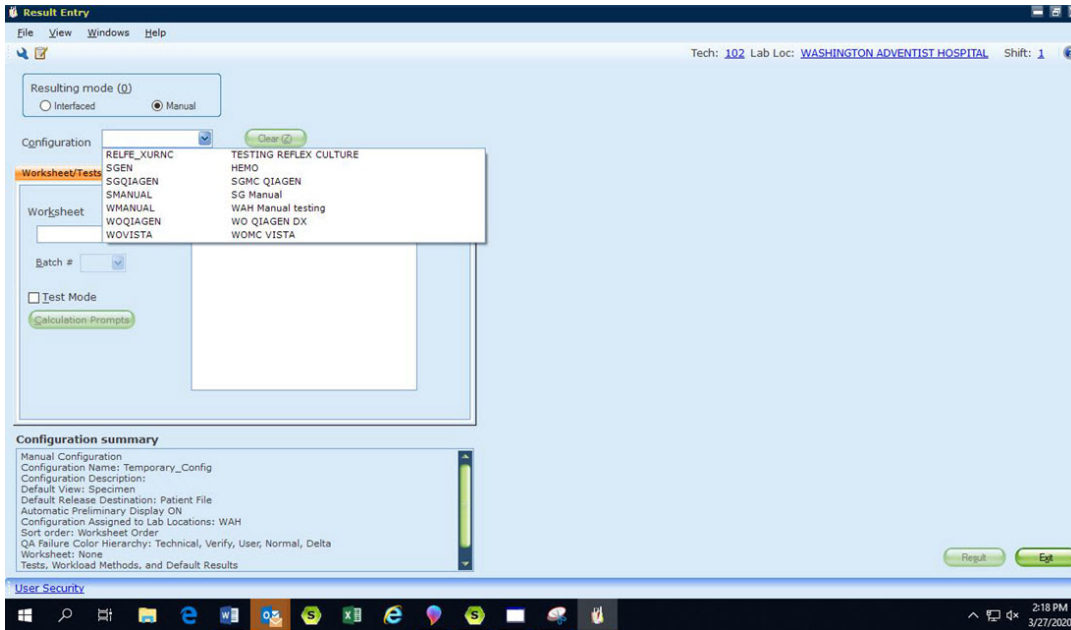 Result Entry
File View Windows Help
Tech: 102 Lab Loc: WASHINGTON ADVENTIST HOSPITAL Shift: 1
Resulting mode (0)
Interfaced Manual
Configuration Clear (Z)
RELFE_XURNC TESTING REFLEX CULTURE
SGEN HEMO
SGQIAGEN SGMC QIAGEN
SMANUAL SG Manual
WMANUAL WAH Manual testing
WOQIAGEN WO QIAGEN DX
WOVISTA WOMC VISTA
Worksheet/Tests
Worksheet
Batch #
Test Mode
Calculation Prompts
Configuration summary
Manual Configuration
Configuration Name: Temporary_Config
Configuration Description:
Default View: Specimen
Default Release Destination: Patient File
Automatic Preliminary Display ON
Configuration Assigned to Lab Locations: WAH
Sort order: Worksheet Order
QA Failure Color Hierarchy: Technical, Verify, User, Normal, Delta
Worksheet: None
Tests, Workload Methods, and Default Results
Result Exit
User Security
2:18 PM
3/27/2020